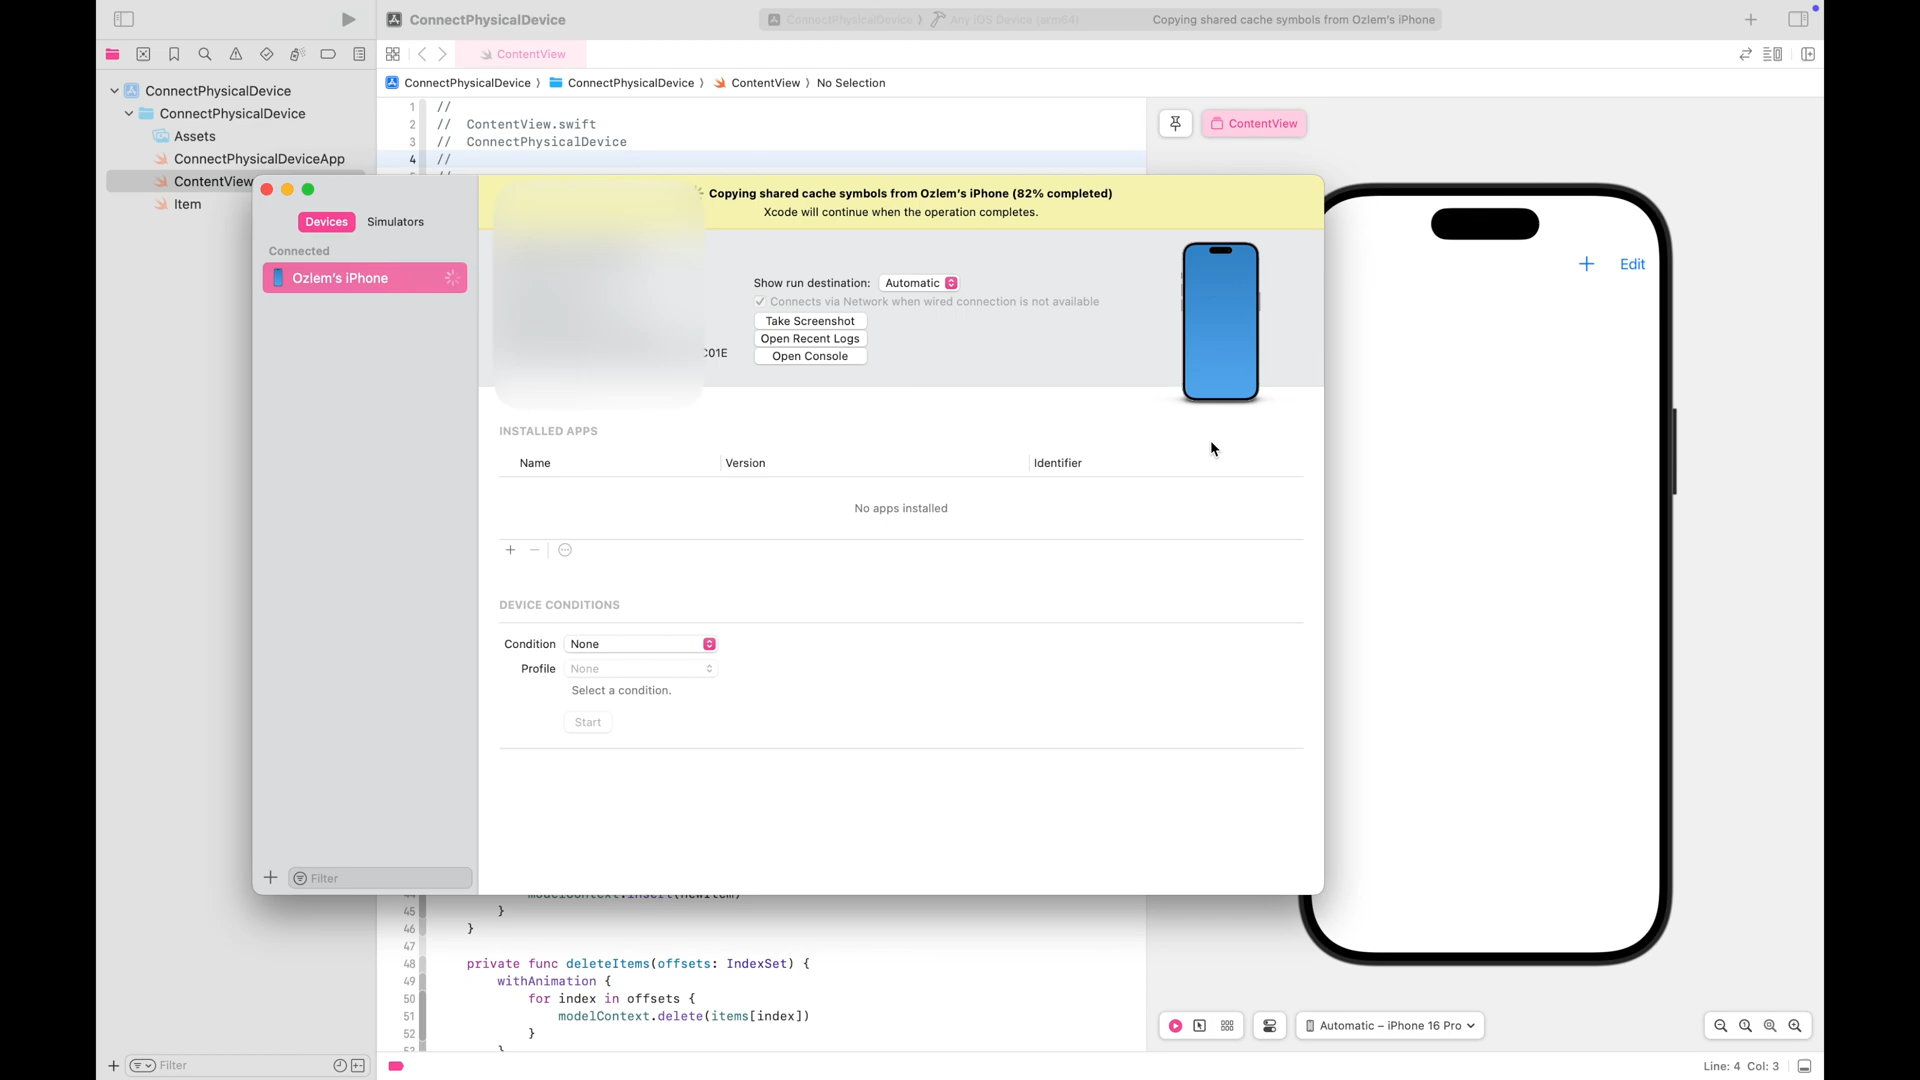 ConnectPhysicalDevice
ConnectPhysicalDevice 〉 Any iOS Device (arm64)
Copying shared cache symbols from Ozlem's iPhone
ContentView
ConnectPhysicalDevice 〉 ConnectPhysicalDevice 〉 ContentView 〉 No Selection
ConnectPhysicalDevice
ConnectPhysicalDevice
Assets
ConnectPhysicalDeviceApp
ContentView
Item
1 //
2 // ContentView.swift
3 // ConnectPhysicalDevice
4 //
ContentView
Edit
Devices
Simulators
Connected
Ozlem's iPhone
Filter
Copying shared cache symbols from Ozlem's iPhone (82% completed)
Xcode will continue when the operation completes.
C01E
Show run destination: Automatic
Connects via Network when wired connection is not available
Take Screenshot
Open Recent Logs
Open Console
INSTALLED APPS
Name Version Identifier
No apps installed
DEVICE CONDITIONS
Condition None
Profile None
Select a condition.
Start
45 }
46 }
47
48 private func deleteItems(offsets: IndexSet) {
49 withAnimation {
50 for index in offsets {
51 modelContext.delete(items[index])
52 }
Automatic – iPhone 16 Pro
Filter
Line: 4 Col: 3